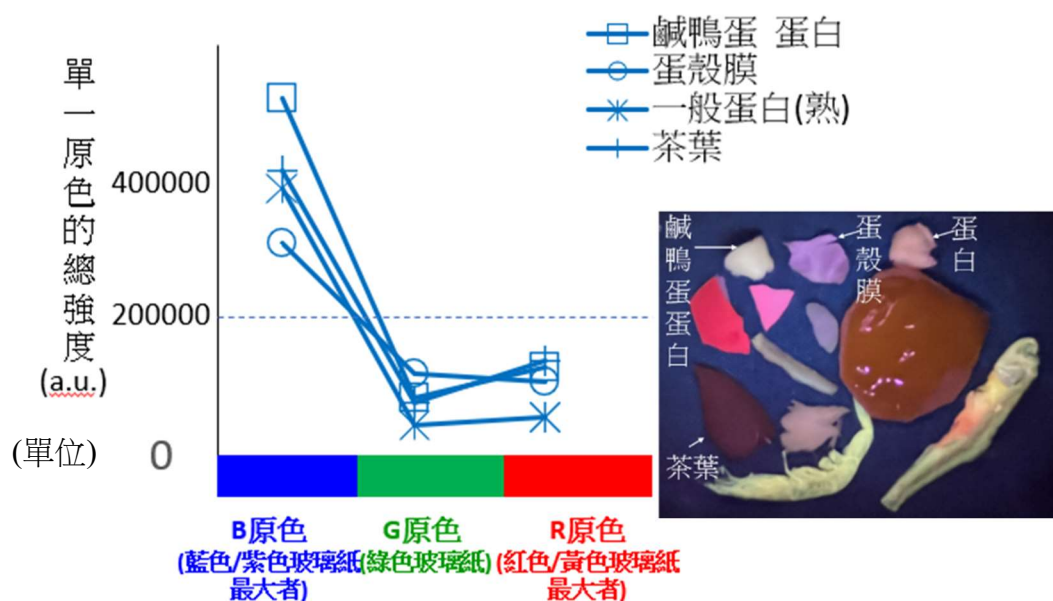 鹹鴨蛋 蛋白
蛋殼膜
一般蛋白(熟)
茶葉
單一原色的總強度
(a.u.)
(單位)
400000
200000
0
鹹鴨蛋蛋白
蛋殼膜
蛋白
茶葉
B原色
(藍色/紫色玻璃紙
最大者)
G原色
(綠色玻璃紙)
R原色
(紅色/黃色玻璃紙
最大者)